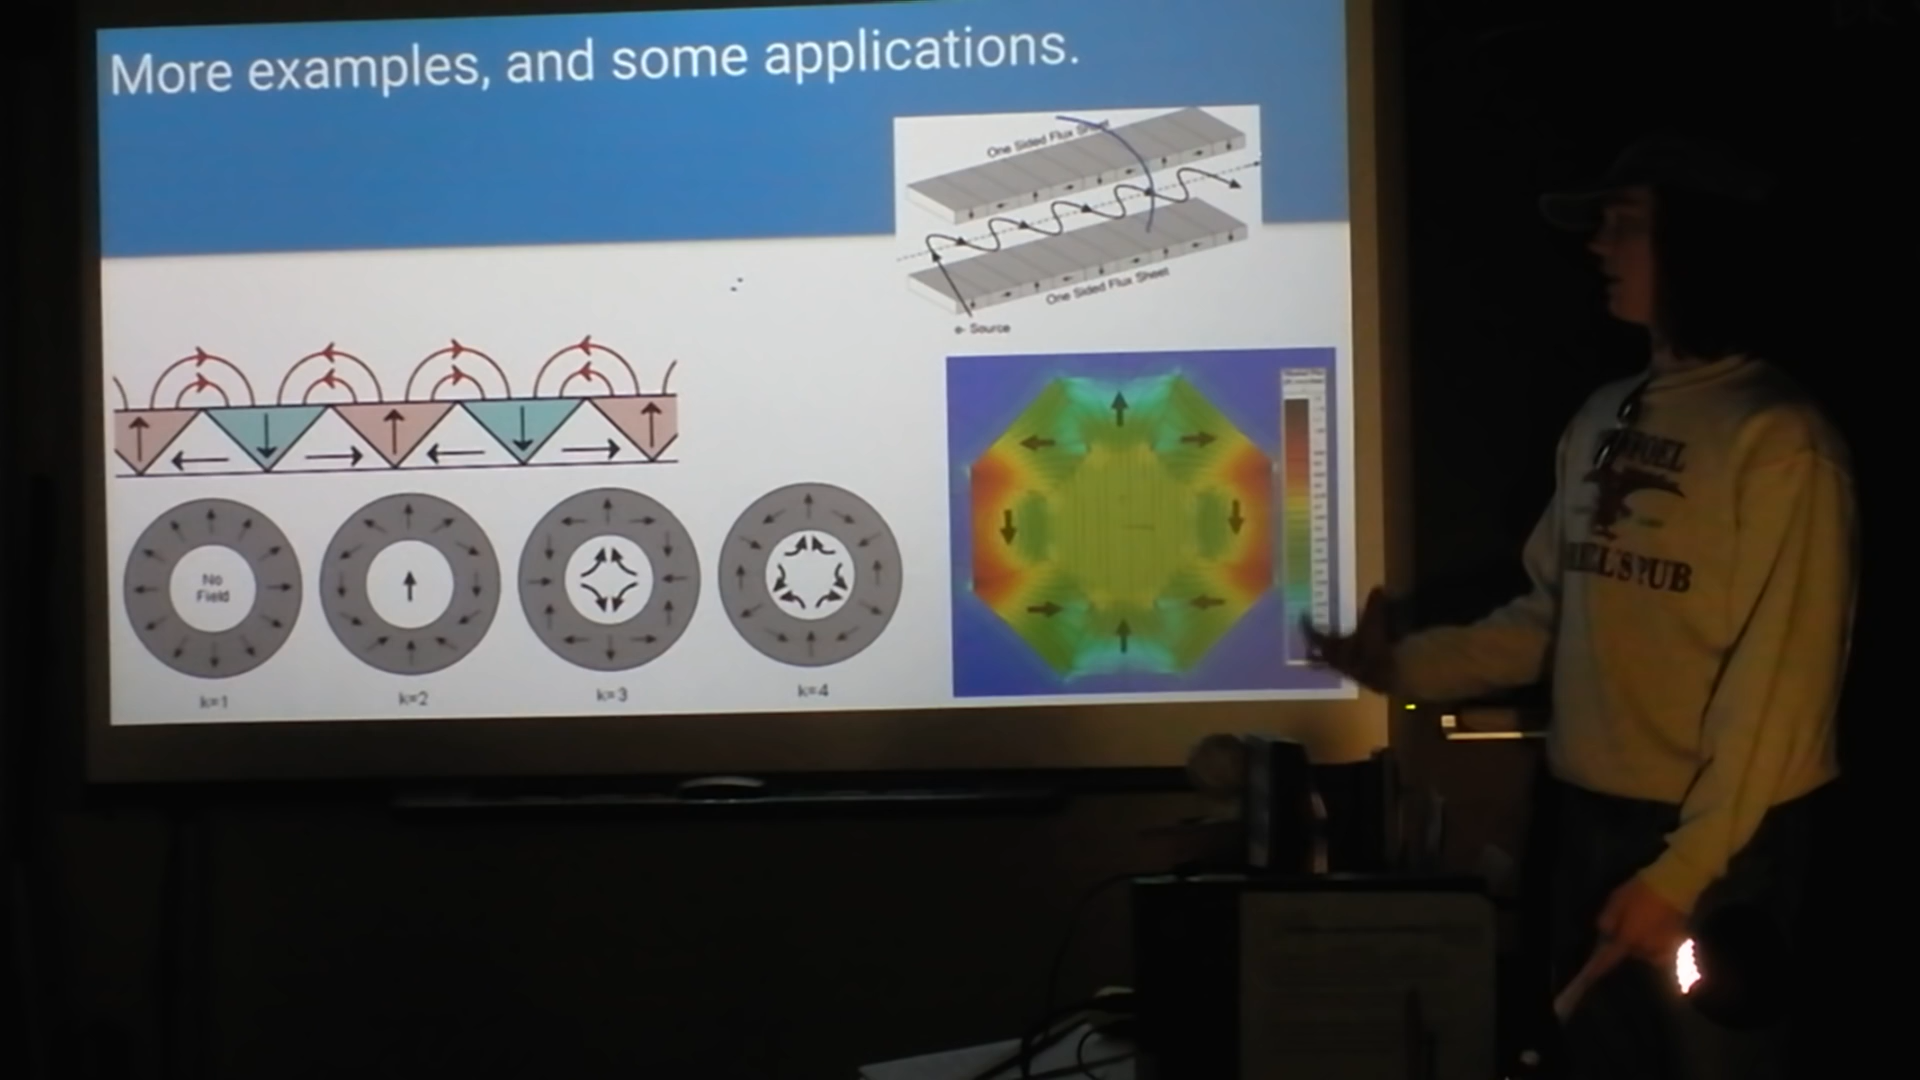 More examples, and some applications.
One Sided Flux Sheet
One Sided Flux Sheet
e- Source
No
Field
k=1
k=2
k=3
k=4